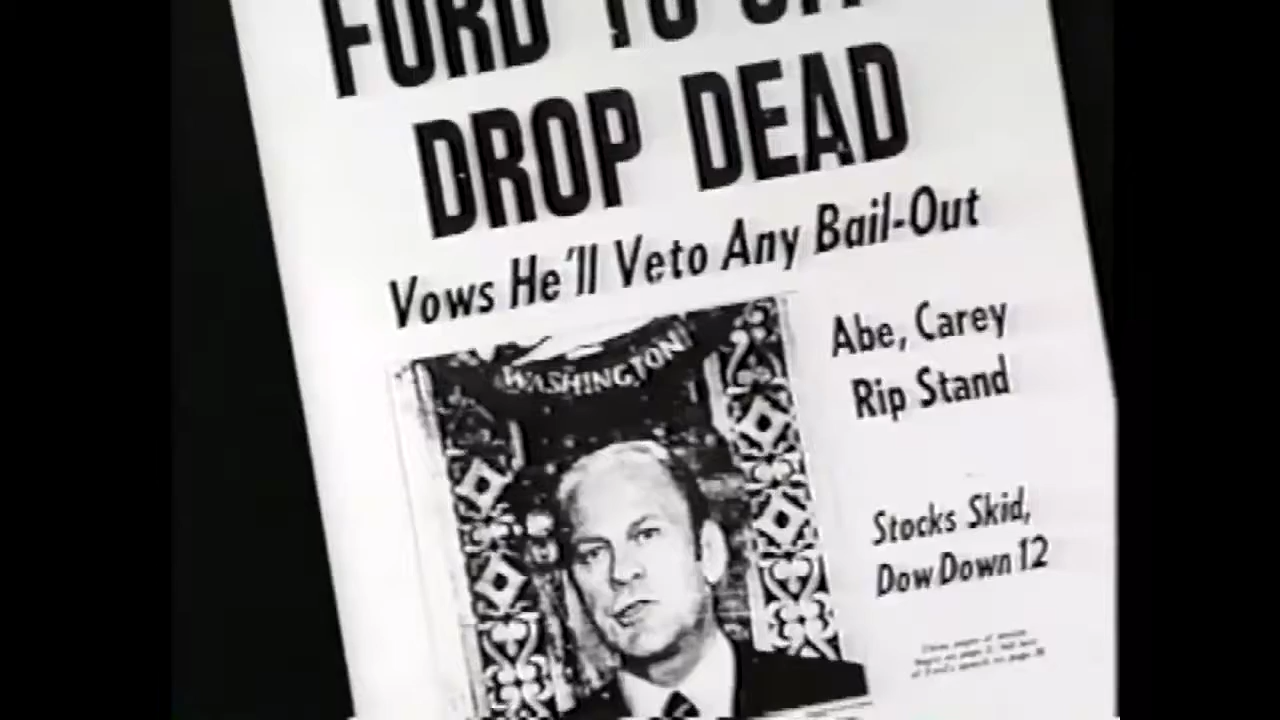 FORD TO
DROP DEAD
Vows He'll Veto Any Bail-Out
WASHINGTON
Abe, Carey
Rip Stand
Stocks Skid,
Dow Down 12